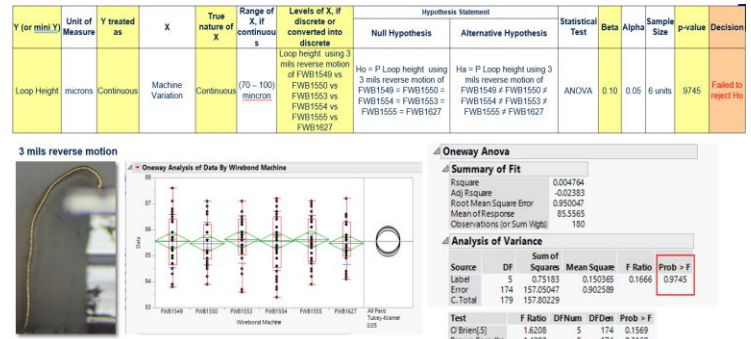 Y (or mini Y)
Unit of
Measure
Y treated
as
X
True
nature of
X
Range of
X, if
continuou
s
Levels of X, if
discrete or
converted into
discrete
Hypothesis Statement
Null Hypothesis
Alternative Hypothesis
Statistical
Test
Beta
Alpha
Sample
Size
p-value
Decision
Loop Height
microns
Continuous
Machine
Variation
Continuous
(70 – 100)
mincron
Loop height using 3
mils reverse motion
of FWB1549 vs
FWB1550 vs
FWB1553 vs
FWB1554 vs
FWB1555 vs
FWB1627
Ho = P Loop height using
3 mils reverse motion of
FWB1549 = FWB1550 =
FWB1554 = FWB1553 =
FWB1555 = FWB1627
Ha = P Loop height using 3
mils reverse motion of
FWB1549 ≠ FWB1550 ≠
FWB1554 ≠ FWB1553 ≠
FWB1555 ≠ FWB1627
ANOVA
0.10
0.05
6 units
.9745
Failed to
reject Ho
3 mils reverse motion
Oneway Analysis of Data By Wirebond Machine
Data
FWB1549
FWB1550
FWB1553
FWB1554
FWB1555
FWB1627
Wirebond Machine
All Pairs
Tukey-Kramer
0.05
Oneway Anova
Summary of Fit
Rsquare 0.004764
Adj Rsquare -0.02383
Root Mean Square Error 0.950047
Mean of Response 85.5565
Observations (or Sum Wgts) 180
Analysis of Variance
Sum of
Source DF Squares Mean Square F Ratio Prob > F
Label 5 0.75183 0.150365 0.1666 0.9745
Error 174 157.05047 0.902589
C.Total 179 157.80229
Test F Ratio DFNum DFDen Prob > F
O'Brien[.5] 1.6208 5 174 0.1569